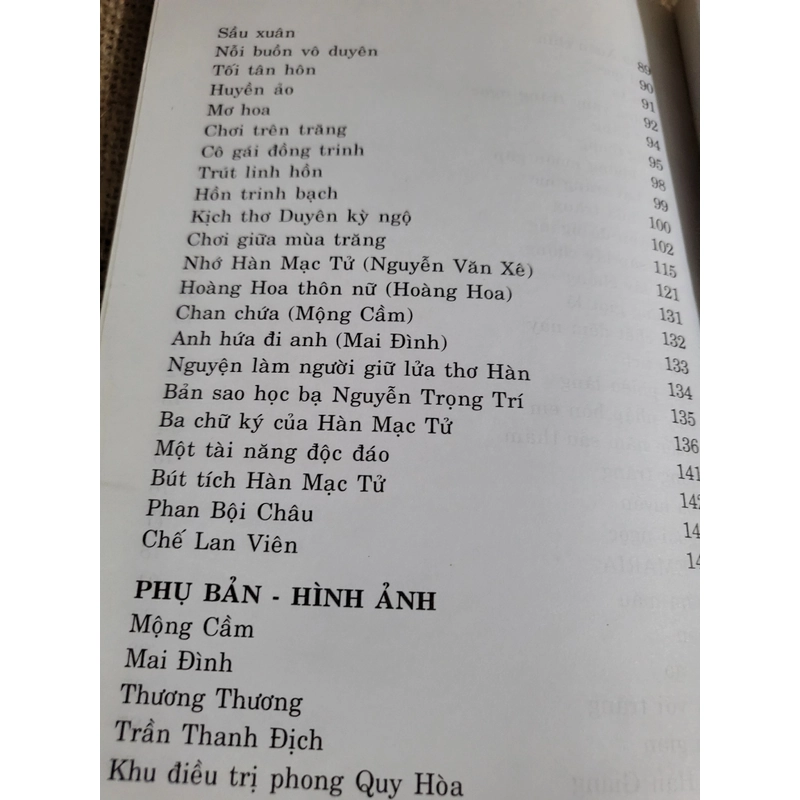 Sầu xuân 89
Nỗi buồn vô duyên 90
Tối tân hôn 91
Huyền ảo 92
Mơ hoa 94
Chơi trên trăng 95
Cô gái đồng trinh 98
Trút linh hồn 99
Hồn trinh bạch 100
Kịch thơ Duyên kỳ ngộ 102
Chơi giữa mùa trăng 115
Nhớ Hàn Mạc Tử (Nguyễn Văn Xê) 121
Hoàng Hoa thôn nữ (Hoàng Hoa) 131
Chan chứa (Mộng Cầm) 132
Anh hứa đi anh (Mai Đình) 133
Nguyện làm người giữ lửa thơ Hàn 134
Bản sao học bạ Nguyễn Trọng Trí 135
Ba chữ ký của Hàn Mạc Tử 136
Một tài năng độc đáo 141
Bút tích Hàn Mạc Tử 142
Phan Bội Châu 14
Chế Lan Viên 14
PHỤ BẢN - HÌNH ẢNH
Mộng Cầm
Mai Đình
Thương Thương
Trần Thanh Địch
Khu điều trị phong Quy Hòa